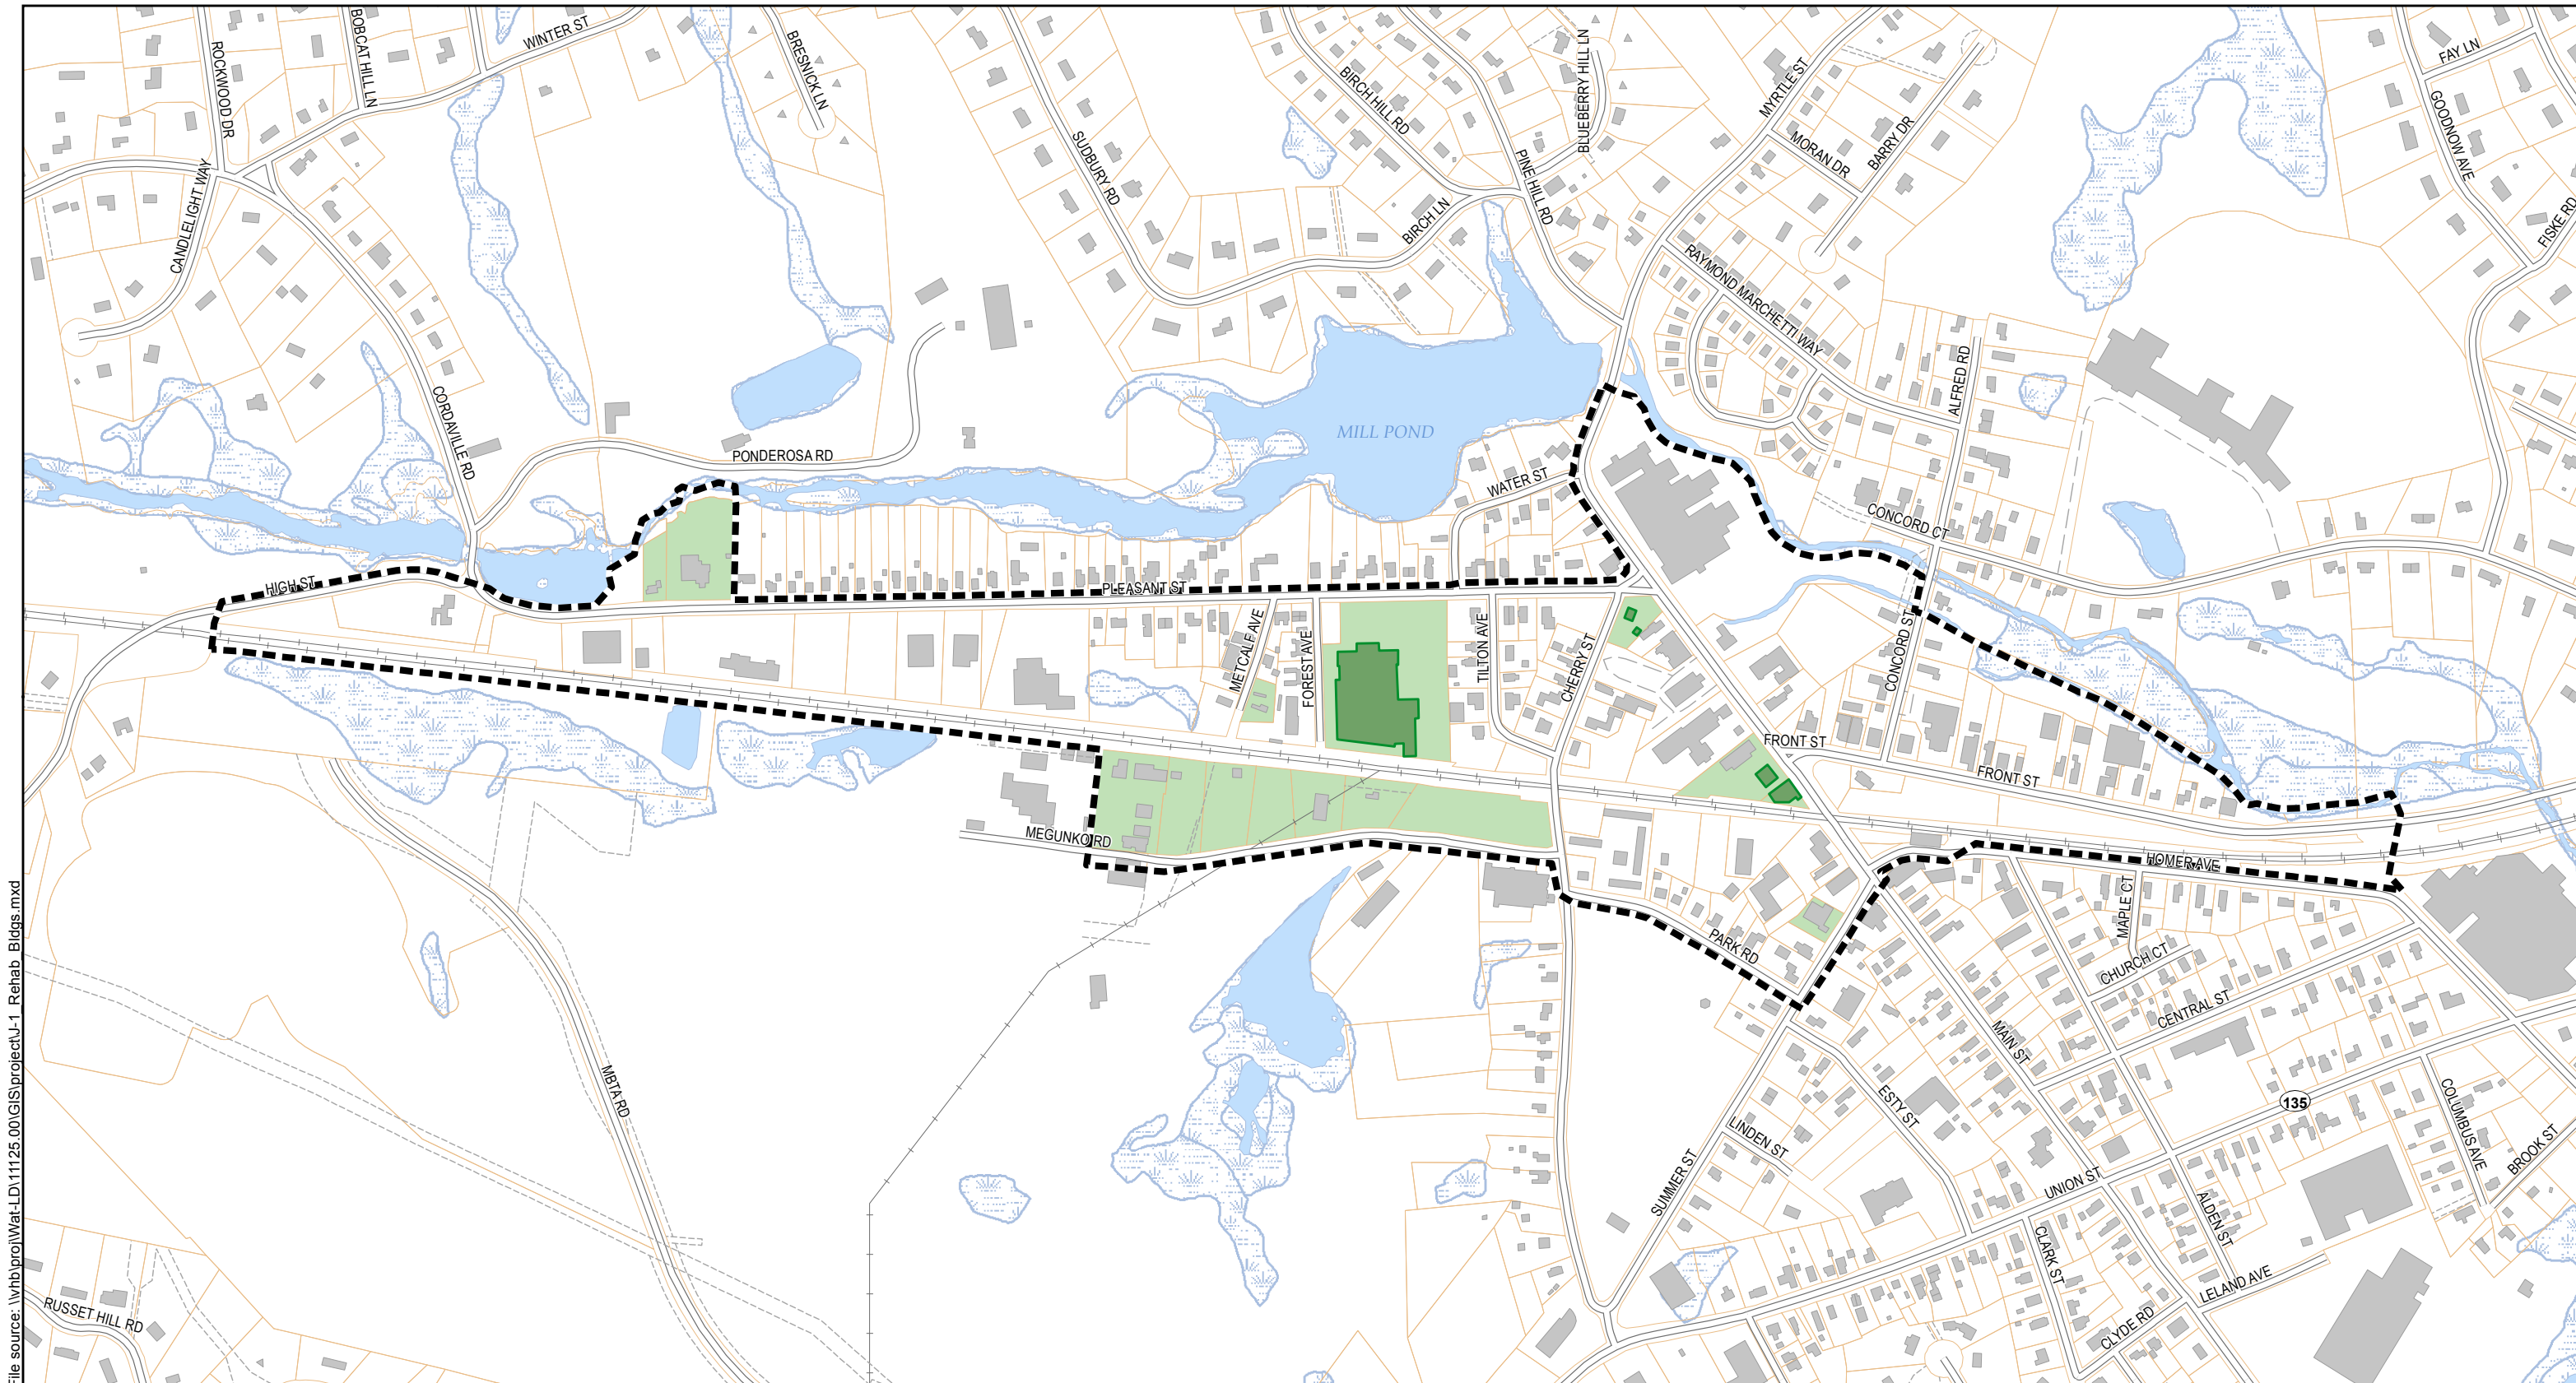 ROCKWOOD DR
BOBCAT HILL LN
WINTER ST
BRESNICK LN
SUDBURY RD
BIRCH HILL RD
BLUEBERRY HILL LN
MYRTLE ST
MORAN DR
BARRY DR
FAY LN
GOODNOW AVE
FISKE RD
CANDLELIGHT WAY
PINE HILL RD
BIRCH LN
RAYMOND MARCHETTI WAY
CORDAVILLE RD
PONDEROSA RD
MILL POND
ALFRED RD
WATER ST
CONCORD CT
HIGH ST
PLEASANT ST
METCALF AVE
FOREST AVE
TILTON AVE
CHERRY ST
CONCORD ST
FRONT ST
FRONT ST
MEGUNKO RD
HOMER AVE
MAPLE CT
PARK RD
CHURCH CT
CENTRAL ST
MAIN ST
MBTA RD
ESTY ST
135
COLUMBUS AVE
BROOK ST
LINDEN ST
SUMMER ST
UNION ST
ALDEN ST
CLARK ST
LELAND AVE
CLYDE RD
RUSSET HILL RD
File source: \\vhb\proj\Wat-LD\11125.00\GIS\project\J-1_Rehab_Bldgs.mxd